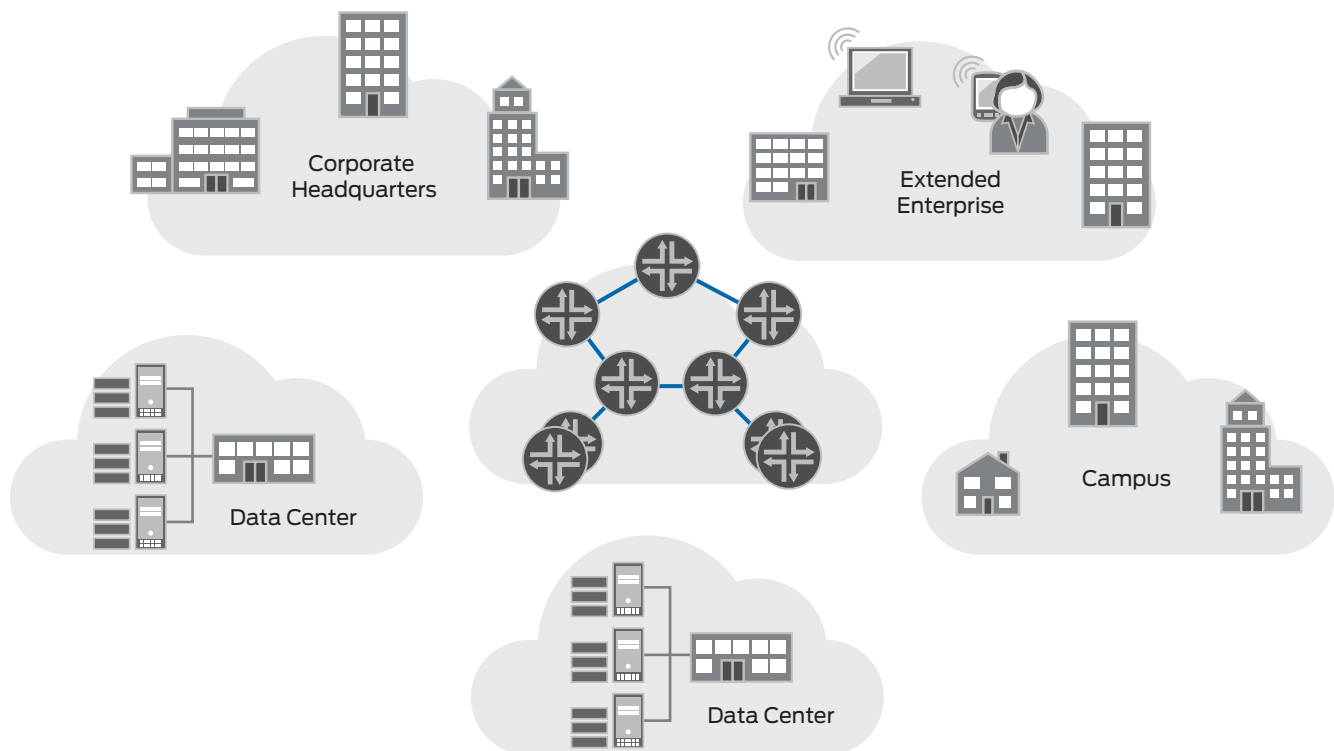 Corporate
Headquarters
Extended
Enterprise
Campus
Data Center
Data Center